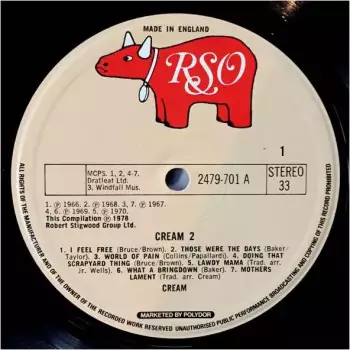 MADE IN ENGLAND
RSO
1
MCPS. 1, 2, 4-7.
Dratleaf Ltd.
3. Windfall Mus.
2479-701 A
STEREO
33
1. ℗ 1966. 2. ℗ 1968. 3. ℗ 7. ℗ 1967.
4. ℗ 1969. 5. ℗ 1970.
This Compilation ℗ 1978
Robert Stigwood Group Ltd.
CREAM 2
1. I FEEL FREE (Bruce/Brown). 2. THOSE WERE THE DAYS (Baker/
Taylor). 3. WORLD OF PAIN (Collins/Papallardi). 4. DOING THAT
SCRAPYARD THING (Bruce/Brown). 5. LAWDY MAMA (Trad. arr.
Jr. Wells). 6. WHAT A BRINGDOWN (Baker) 7. MOTHERS
LAMENT (Trad. arr. Cream)
CREAM
MARKETED BY POLYDOR
ALL RIGHTS OF THE MANUFACTURER AND OF THE OWNER OF THE RECORDED WORK RESERVED UNAUTHORISED PUBLIC PERFORMANCE BROADCASTING AND COPYING OF THIS RECORD PROHIBITED